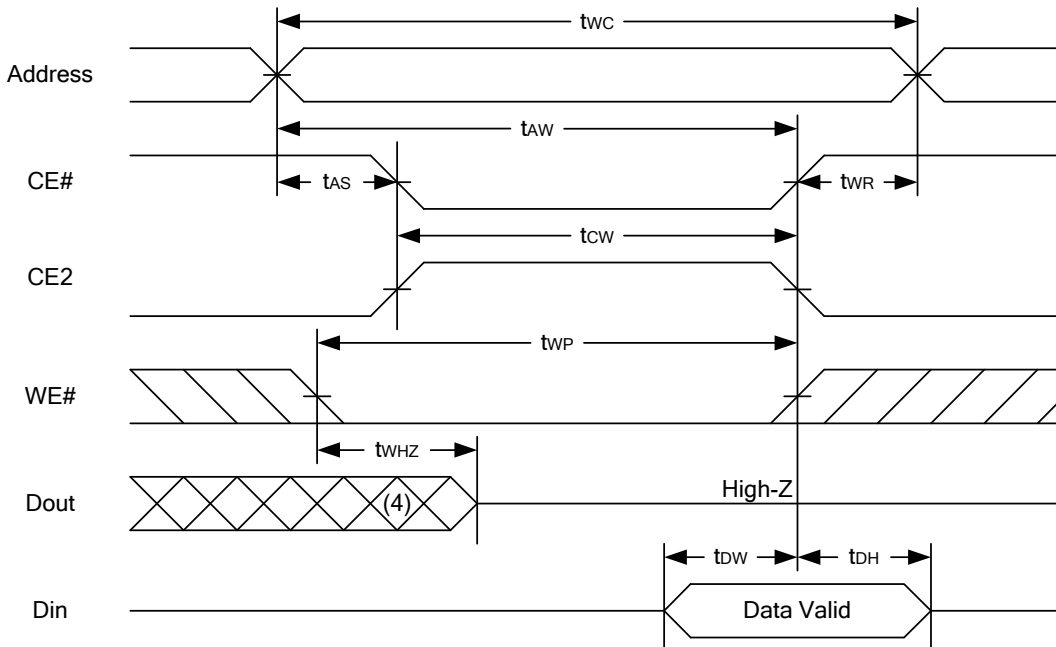 tWC
Address
tAW
CE#
tAS
tWR
tCW
CE2
tWP
WE#
tWHZ
High-Z
Dout
(4)
tDW
tDH
Din
Data Valid